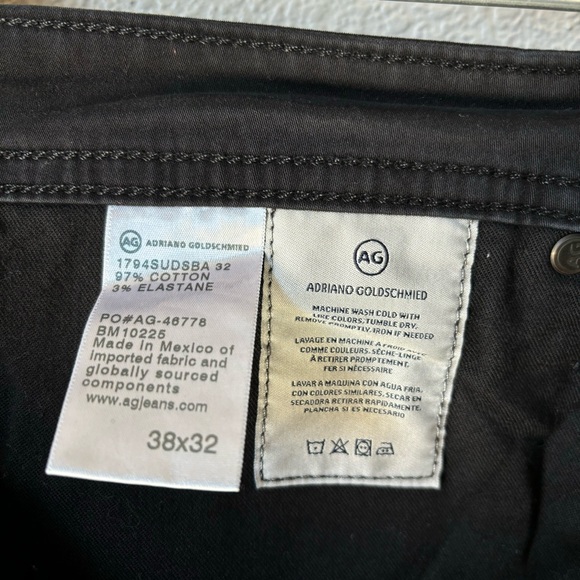 AG ADRIANO GOLDSCHMIED
1794SUDSBA 32
97% COTTON
3% ELASTANE
PO#AG-46778
BM10225
Made in Mexico of
imported fabric and
globally sourced
components
www.agjeans.com
38x32
AG
ADRIANO GOLDSCHMIED
MACHINE WASH COLD WITH
LIKE COLORS. TUMBLE DRY.
REMOVE PROMPTLY. IRON IF NEEDED
LAVAGE EN MACHINE A FROID AVEC
COMME COULEURS. SÈCHE-LINGE
À RETIRER PROMPTEMENT.
FER SI NÉCESSAIRE
LAVAR A MAQUINA CON AGUA FRIA,
CON COLORES SIMILARES. SECAR EN
SECADORA RETIRAR RAPIDAMENTE.
PLANCHA SI ES NECESARIO